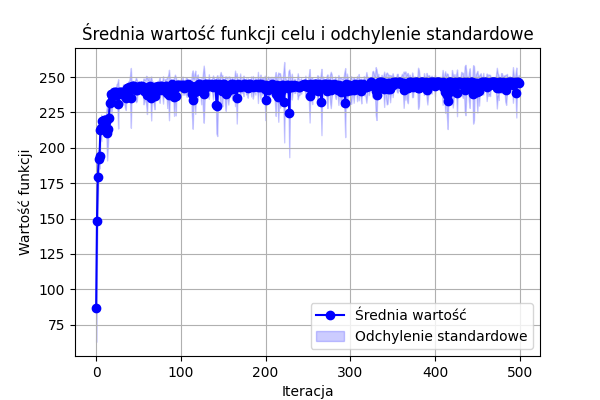 Średnia wartość funkcji celu i odchylenie standardowe
Wartość funkcji
250
225
200
175
150
125
100
75
0 100 200 300 400 500
Iteracja
Średnia wartość
Odchylenie standardowe